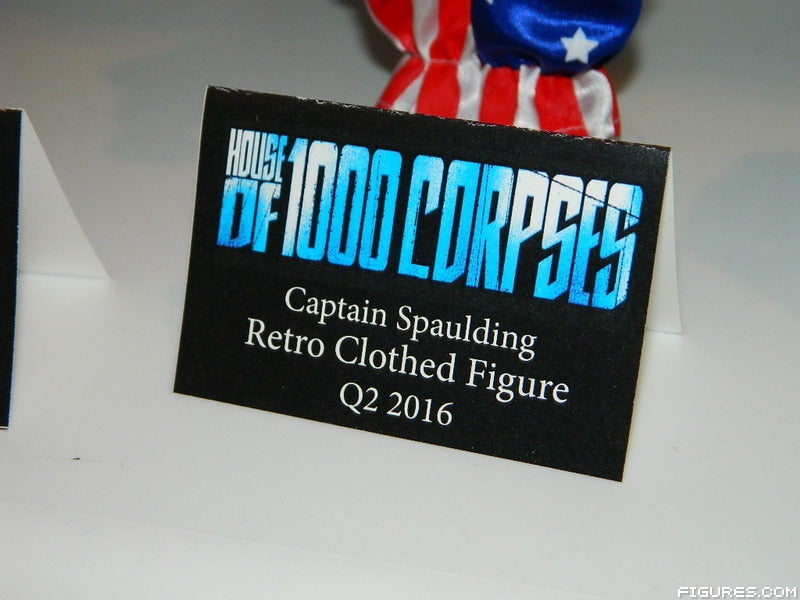 HOUSE
OF 1000 CORPSES
Captain Spaulding
Retro Clothed Figure
Q2 2016
FIGURES.COM